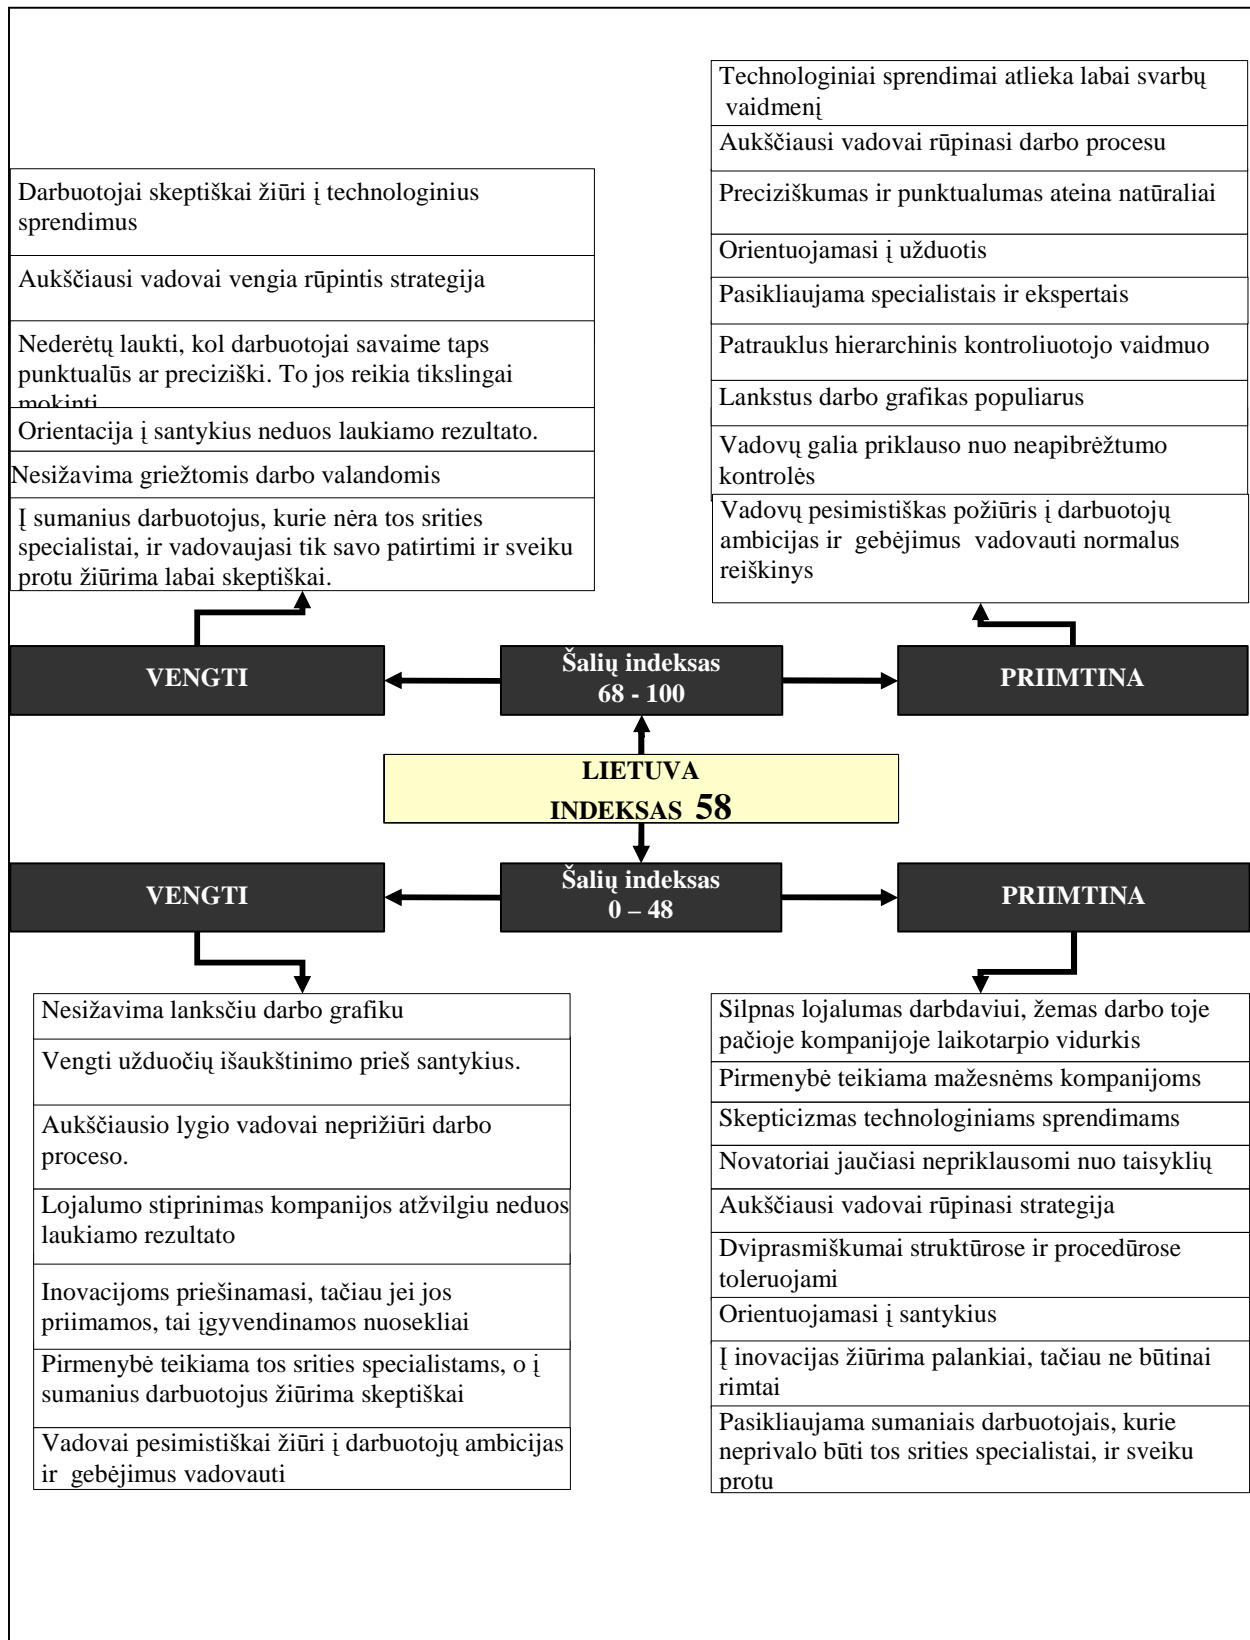 Technologiniai sprendimai atlieka labai svarbų
vaidmenį
Aukščiausi vadovai rūpinasi darbo procesu
Preciziškumas ir punktualumas ateina natūraliai
Orientuojamasi į užduotis
Pasikliaujama specialistais ir ekspertais
Patrauklus hierarchinis kontroliuotojo vaidmuo
Lankstus darbo grafikas populiarus
Vadovų galia priklauso nuo neapibrėžtumo
kontrolės
Vadovų pesimistiškas požiūris į darbuotojų
ambicijas ir gebėjimus vadovauti normalus
reiškinys
Darbuotojai skeptiškai žiūri į technologinius
sprendimus
Aukščiausi vadovai vengia rūpintis strategija
Nederėtų laukti, kol darbuotojai savaime taps
punktualūs ar preciziški. To jos reikia tikslingai
mokinti
Orientacija į santykius neduos laukiamo rezultato.
Nesižavima griežtomis darbo valandomis
Į sumanius darbuotojus, kurie nėra tos srities
specialistai, ir vadovaujasi tik savo patirtimi ir sveiku
protu žiūrima labai skeptiškai.
VENGTI
Šalių indeksas
68 - 100
PRIIMTINA
LIETUVA
INDEKSAS 58
VENGTI
Šalių indeksas
0 – 48
PRIIMTINA
Nesižavima lanksčiu darbo grafiku
Vengti užduočių išaukštinimo prieš santykius.
Aukščiausio lygio vadovai neprižiūri darbo
proceso.
Lojalumo stiprinimas kompanijos atžvilgiu neduos
laukiamo rezultato
Inovacijoms priešinamasi, tačiau jei jos
priimamos, tai įgyvendinamos nuosekliai
Pirmenybė teikiama tos srities specialistams, o į
sumanius darbuotojus žiūrima skeptiškai
Vadovai pesimistiškai žiūri į darbuotojų ambicijas
ir gebėjimus vadovauti
Silpnas lojalumas darbdaviui, žemas darbo toje
pačioje kompanijoje laikotarpio vidurkis
Pirmenybė teikiama mažesnėms kompanijoms
Skepticizmas technologiniams sprendimams
Novatoriai jaučiasi nepriklausomi nuo taisyklių
Aukščiausi vadovai rūpinasi strategija
Dviprasmiškumai struktūrose ir procedūrose
toleruojami
Orientuojamasi į santykius
Į inovacijas žiūrima palankiai, tačiau ne būtinai
rimtai
Pasikliaujama sumaniais darbuotojais, kurie
neprivalo būti tos srities specialistai, ir sveiku
protu